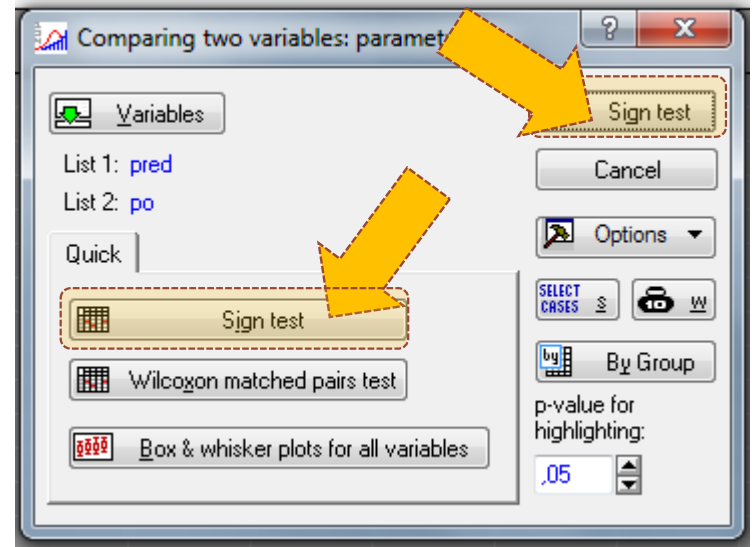 Comparing two variables: paramet
Variables
Sign test
List 1: pred
Cancel
List 2: po
Options
Quick
SELECT CASES S
W
Sign test
By Group
by
Wilcoxon matched pairs test
p-value for
highlighting:
Box & whisker plots for all variables
,05